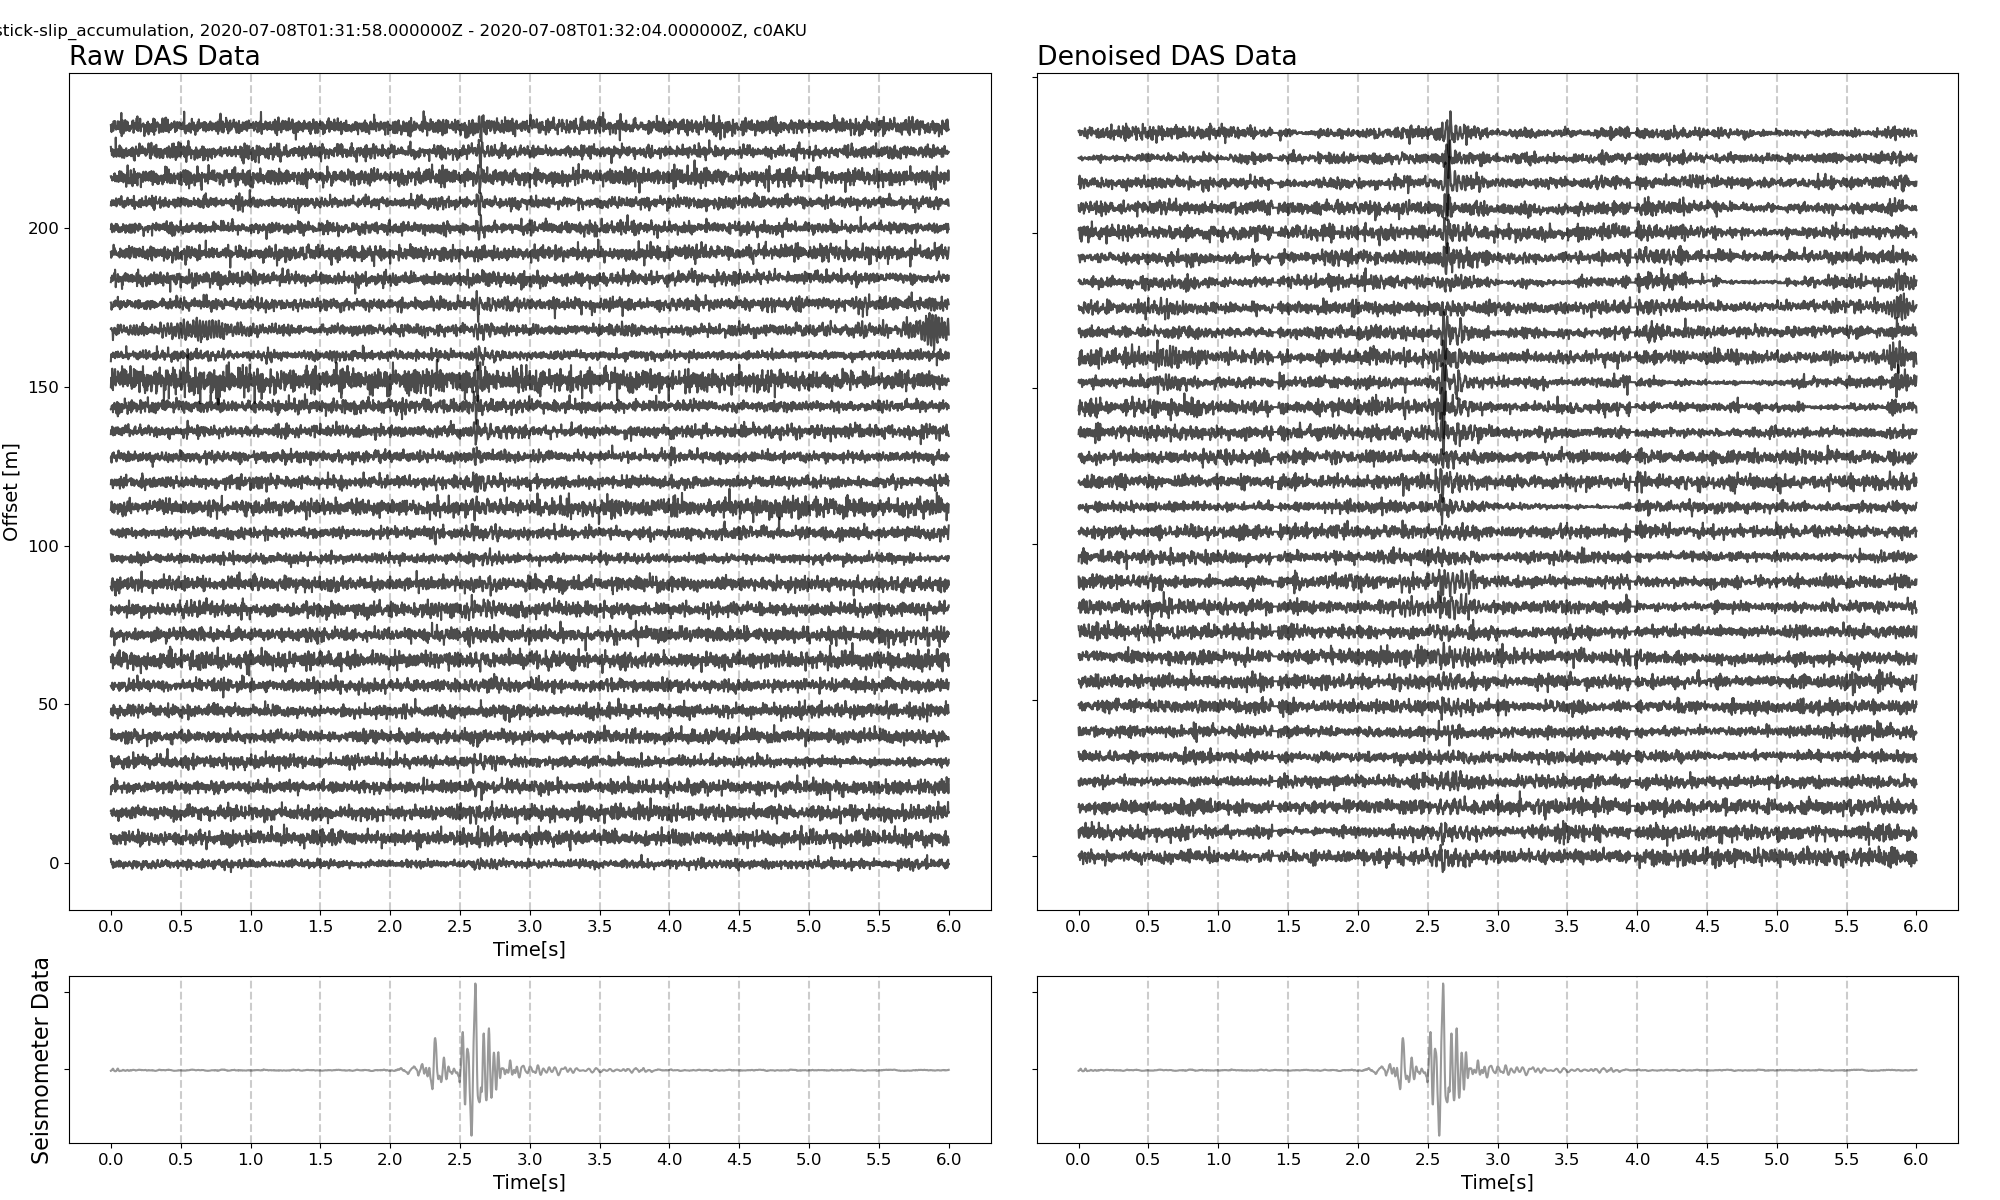 stick-slip_accumulation, 2020-07-08T01:31:58.000000Z - 2020-07-08T01:32:04.000000Z, c0AKU
Raw DAS Data
Denoised DAS Data
Offset [m]
200
150
100
50
0
0.0 0.5 1.0 1.5 2.0 2.5 3.0 3.5 4.0 4.5 5.0 5.5 6.0
Time[s]
0.0 0.5 1.0 1.5 2.0 2.5 3.0 3.5 4.0 4.5 5.0 5.5 6.0
Seismometer Data
0.0 0.5 1.0 1.5 2.0 2.5 3.0 3.5 4.0 4.5 5.0 5.5 6.0
Time[s]
0.0 0.5 1.0 1.5 2.0 2.5 3.0 3.5 4.0 4.5 5.0 5.5 6.0
Time[s]